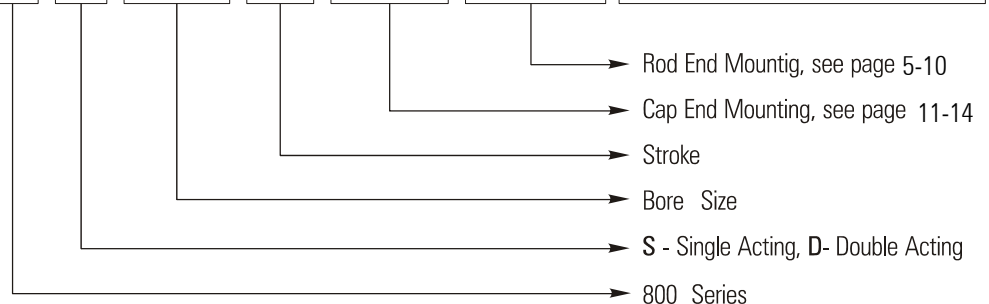 Rod End Mountig, see page 5-10
Cap End Mounting, see page 11-14
Stroke
Bore Size
S - Single Acting, D- Double Acting
800 Series